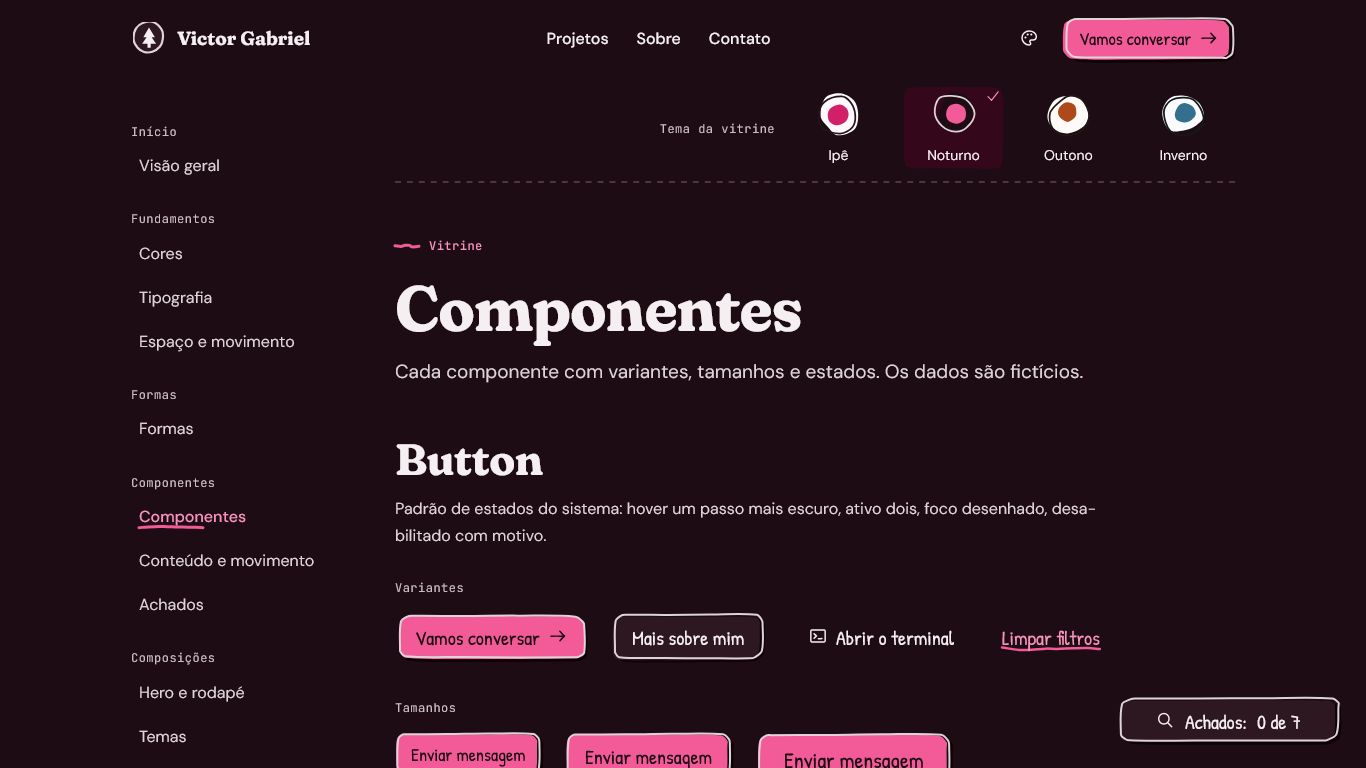 Victor Gabriel
Projetos
Sobre
Contato
Vamos conversar
Início
Visão geral
Fundamentos
Cores
Tipografia
Espaço e movimento
Formas
Formas
Componentes
Componentes
Conteúdo e movimento
Achados
Composições
Hero e rodapé
Temas
Tema da vitrine
Ipê
Noturno
Outono
Inverno
Vitrine
Componentes
Cada componente com variantes, tamanhos e estados. Os dados são fictícios.
Button
Padrão de estados do sistema: hover um passo mais escuro, ativo dois, foco desenhado, desa-
bilitado com motivo.
Variantes
Vamos conversar
Mais sobre mim
Abrir o terminal
Limpar filtros
Tamanhos
Enviar mensagem
Enviar mensagem
Enviar mensagem
Achados: 0 de 7